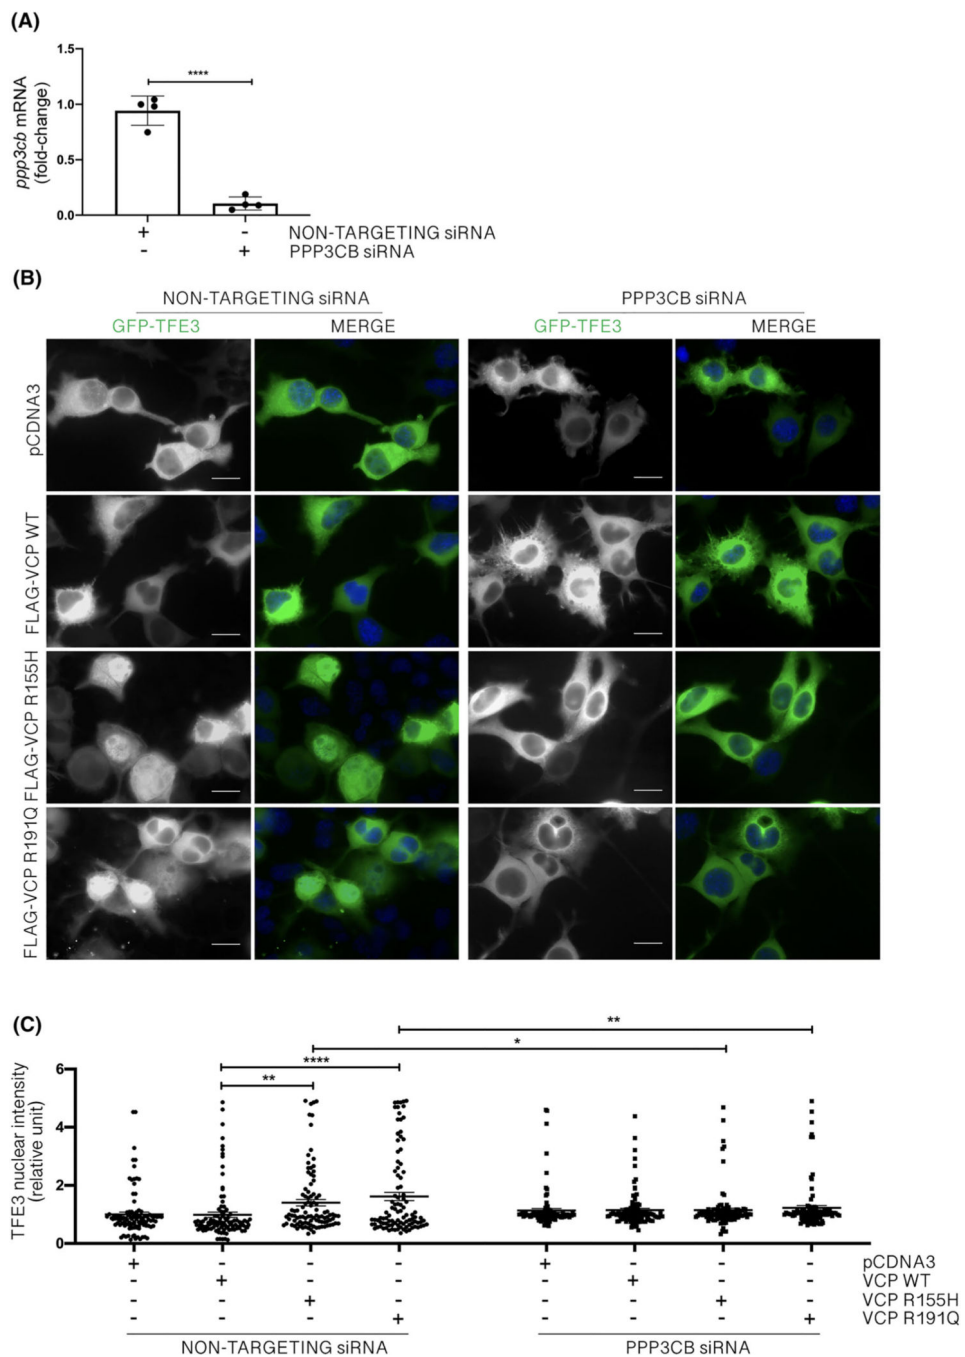 (A)
1.5
1.0
0.5
0.0
ppp3cb mRNA
(fold-change)
****
+ - NON-TARGETING siRNA
- + PPP3CB siRNA
(B)
NON-TARGETING siRNA PPP3CB siRNA
GFP-TFE3 MERGE GFP-TFE3 MERGE
pCDNA3
FLAG-VCP WT
FLAG-VCP R155H
FLAG-VCP R191Q
(C)
**
*
****
**
6
4
2
0
TFE3 nuclear intensity
(relative unit)
+ - - - + - - - pCDNA3
- + - - - + - - VCP WT
- - + - - - + - VCP R155H
- - - + - - - + VCP R191Q
NON-TARGETING siRNA PPP3CB siRNA